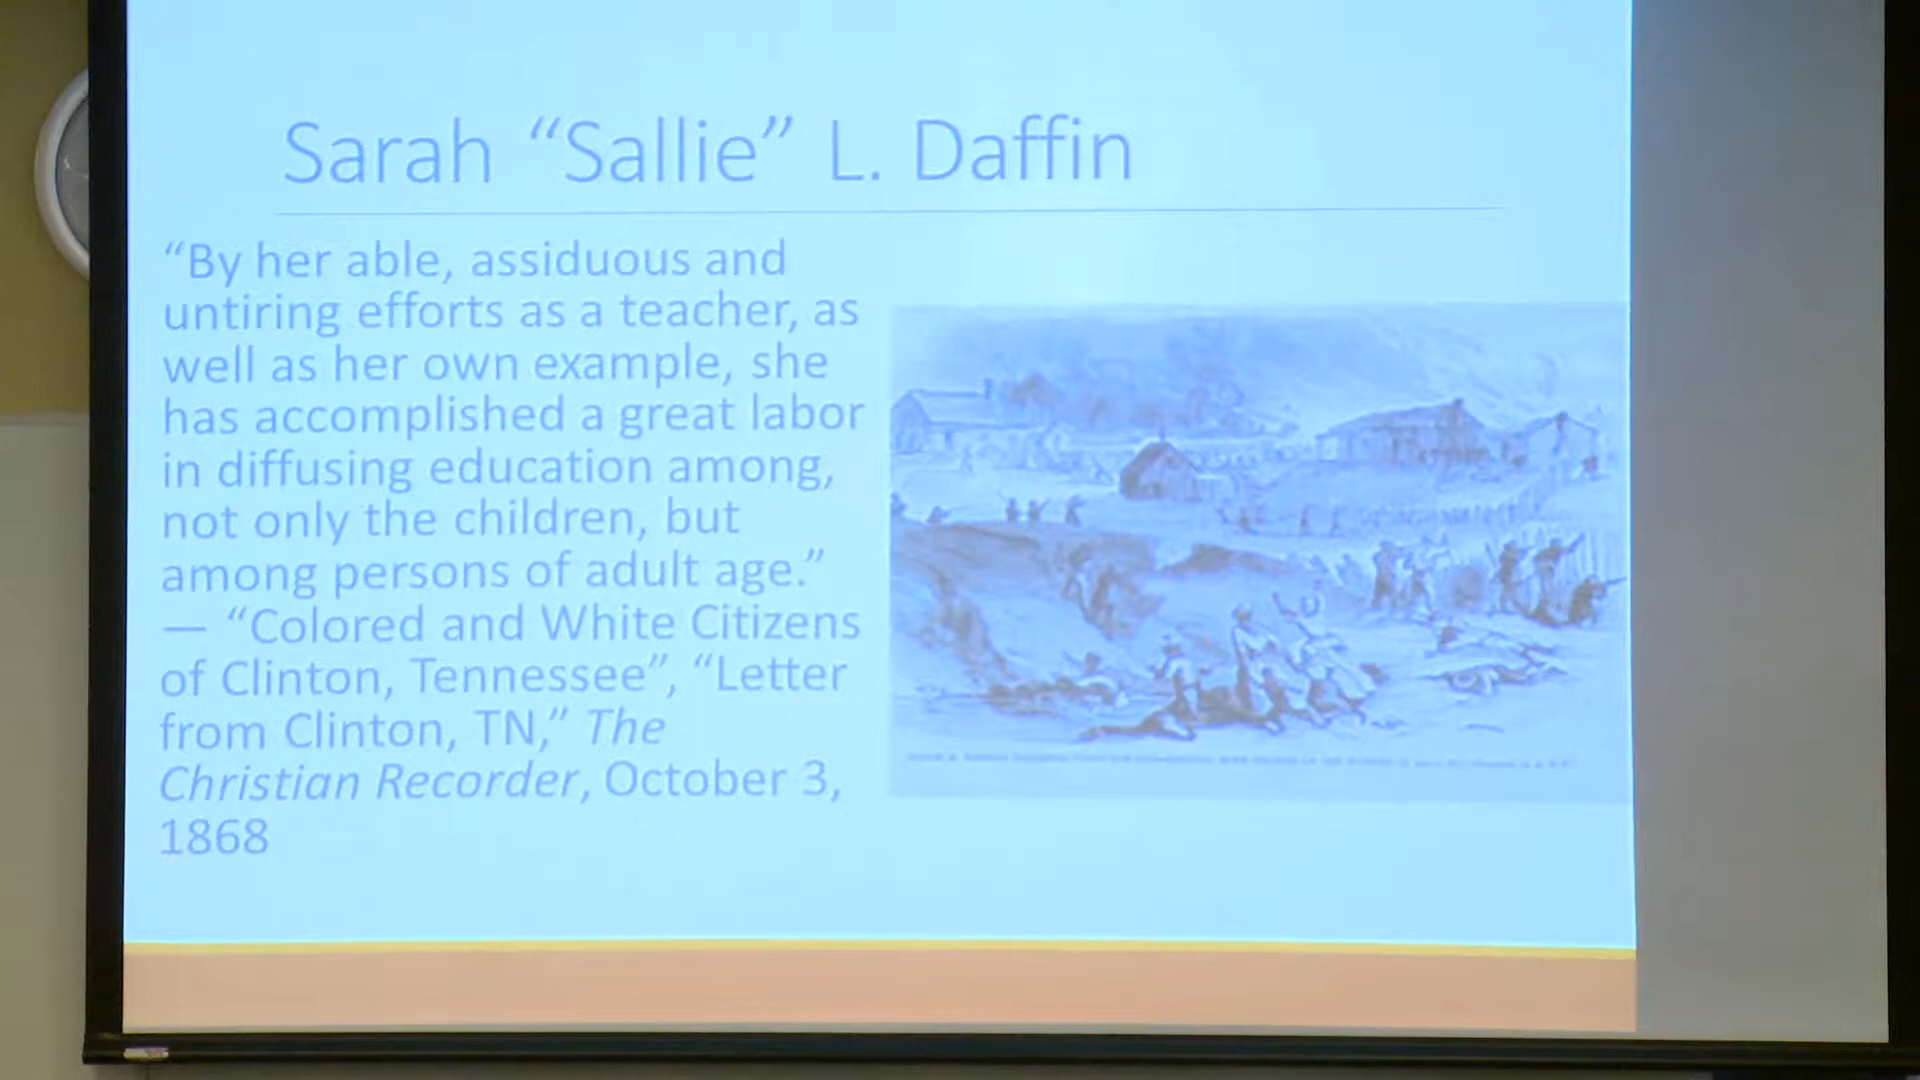 Sarah “Sallie” L. Daffin
“By her able, assiduous and
untiring efforts as a teacher, as
well as her own example, she
has accomplished a great labor
in diffusing education among,
not only the children, but
among persons of adult age.”
— “Colored and White Citizens
of Clinton, Tennessee”, “Letter
from Clinton, TN,” The
Christian Recorder, October 3,
1868